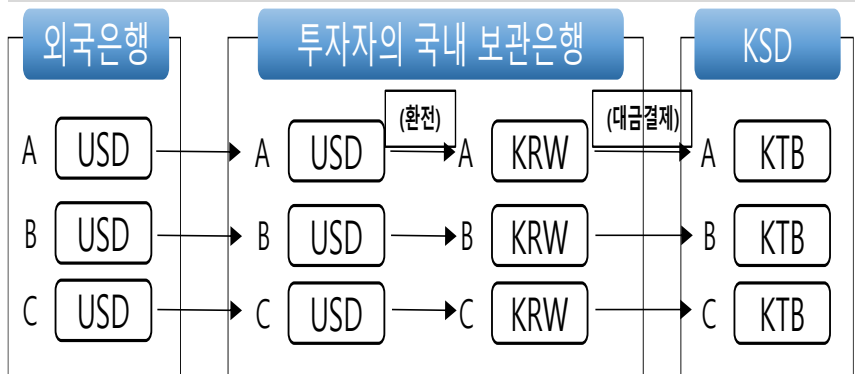 외국은행 투자자의 국내 보관은행 KSD
(환전) (대금결제)
A USD A USD A KRW A KTB
B USD B USD B KRW B KTB
C USD C USD C KRW C KTB